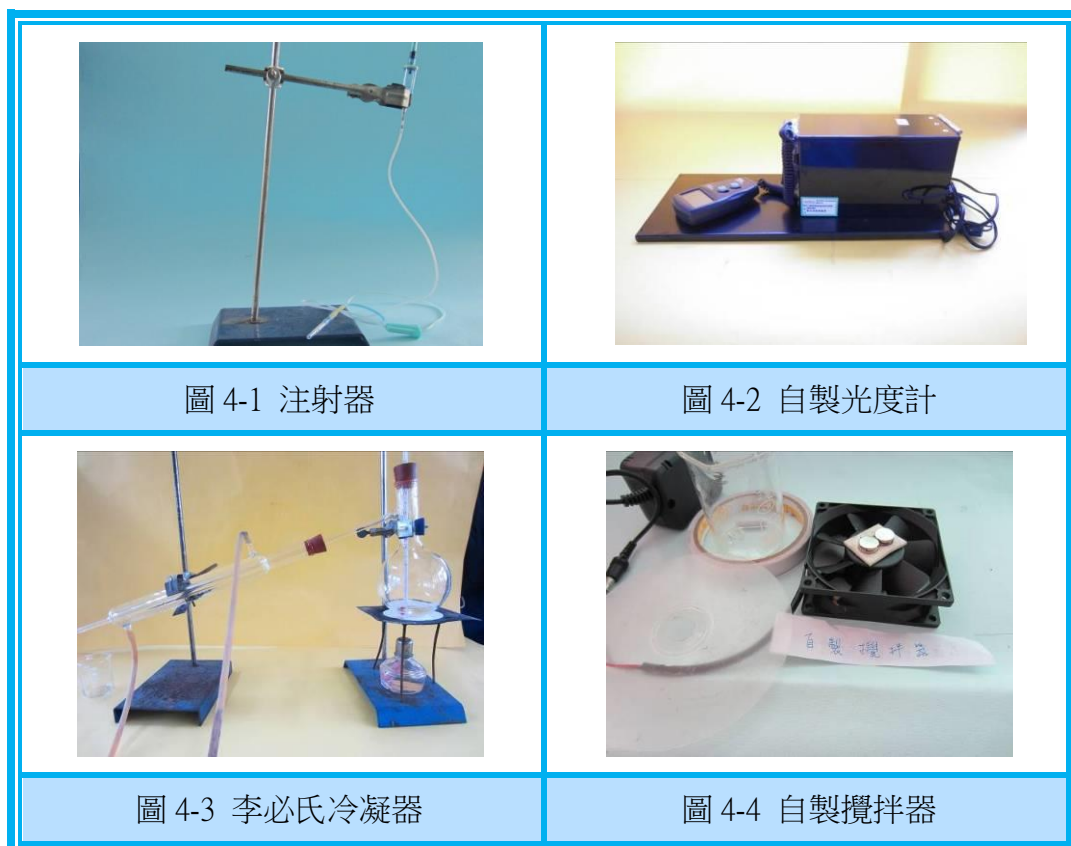 圖 4-1 注射器
圖 4-2 自製光度計
圖 4-3 李必氏冷凝器
自製攪拌器
圖 4-4 自製攪拌器